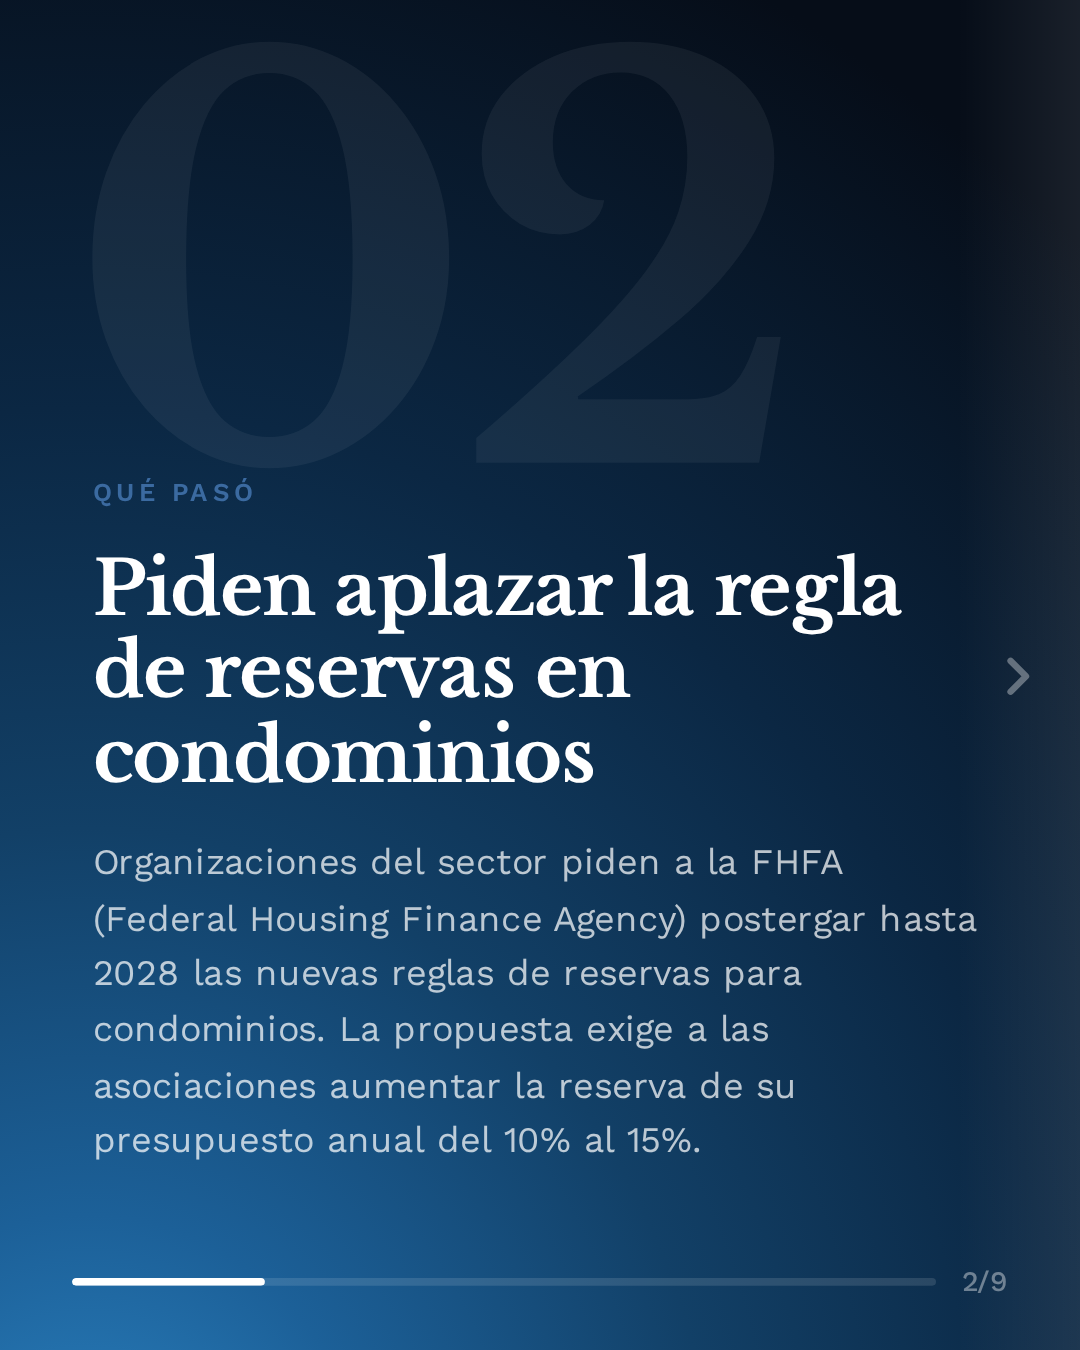 02
QUÉ PASÓ
Piden aplazar la regla
de reservas en
condominios
Organizaciones del sector piden a la FHFA
(Federal Housing Finance Agency) postergar hasta
2028 las nuevas reglas de reservas para
condominios. La propuesta exige a las
asociaciones aumentar la reserva de su
presupuesto anual del 10% al 15%.
2/9